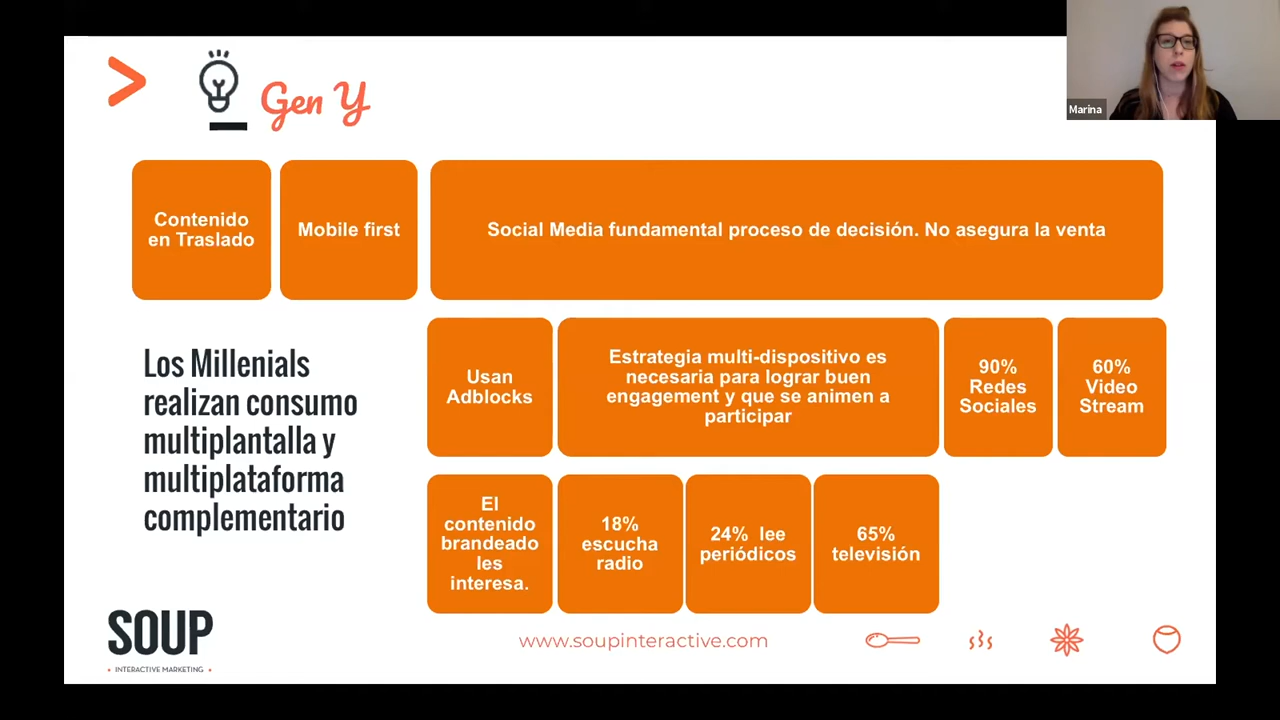 Marina
Gen Y
Contenido
en Traslado
Mobile first
Social Media fundamental proceso de decisión. No asegura la venta
Los Millenials
realizan consumo
multiplantalla y
multiplataforma
complementario
Usan
Adblocks
Estrategia multi-dispositivo es
necesaria para lograr buen
engagement y que se animen a
participar
90%
Redes
Sociales
60%
Video
Stream
El
contenido
brandeado
les
interesa.
18%
escucha
radio
24% lee
periódicos
65%
televisión
SOUP
INTERACTIVE MARKETING
www.soupinteractive.com